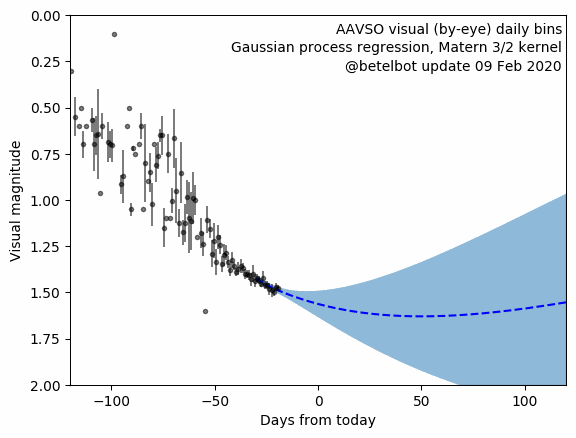 AAVSO visual (by-eye) daily bins
Gaussian process regression, Matern 3/2 kernel
@betelbot update 09 Feb 2020
Visual magnitude
0.00
0.25
0.50
0.75
1.00
1.25
1.50
1.75
2.00
−100
−50
0
50
100
Days from today